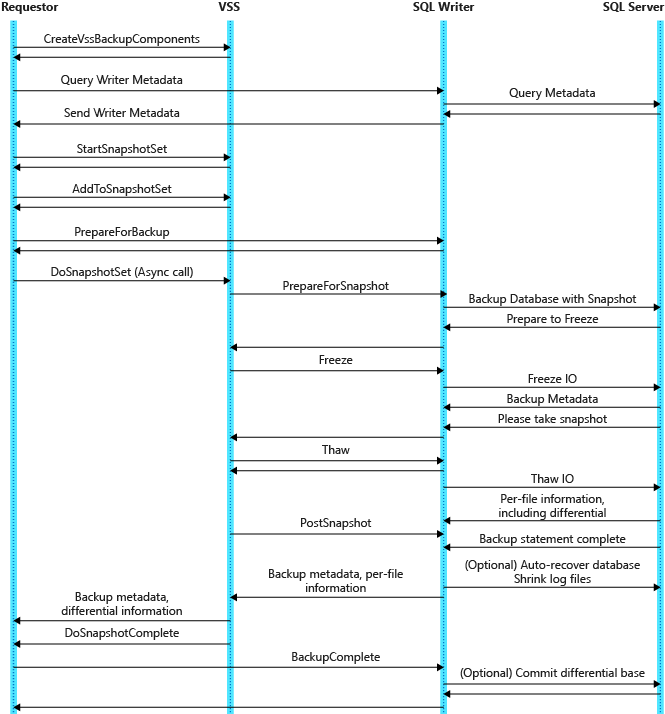 Requestor VSS SQL Writer SQL Server
CreateVssBackupComponents
Query Writer Metadata
Query Metadata
Send Writer Metadata
StartSnapshotSet
AddToSnapshotSet
PrepareForBackup
DoSnapshotSet (Async call)
PrepareForSnapshot
Backup Database with Snapshot
Prepare to Freeze
Freeze
Freeze IO
Backup Metadata
Please take snapshot
Thaw
Thaw IO
Per-file information,
including differential
PostSnapshot
Backup statement complete
(Optional) Auto-recover database
Shrink log files
Backup metadata, per-file
information
Backup metadata,
differential information
DoSnapshotComplete
BackupComplete
(Optional) Commit differential base